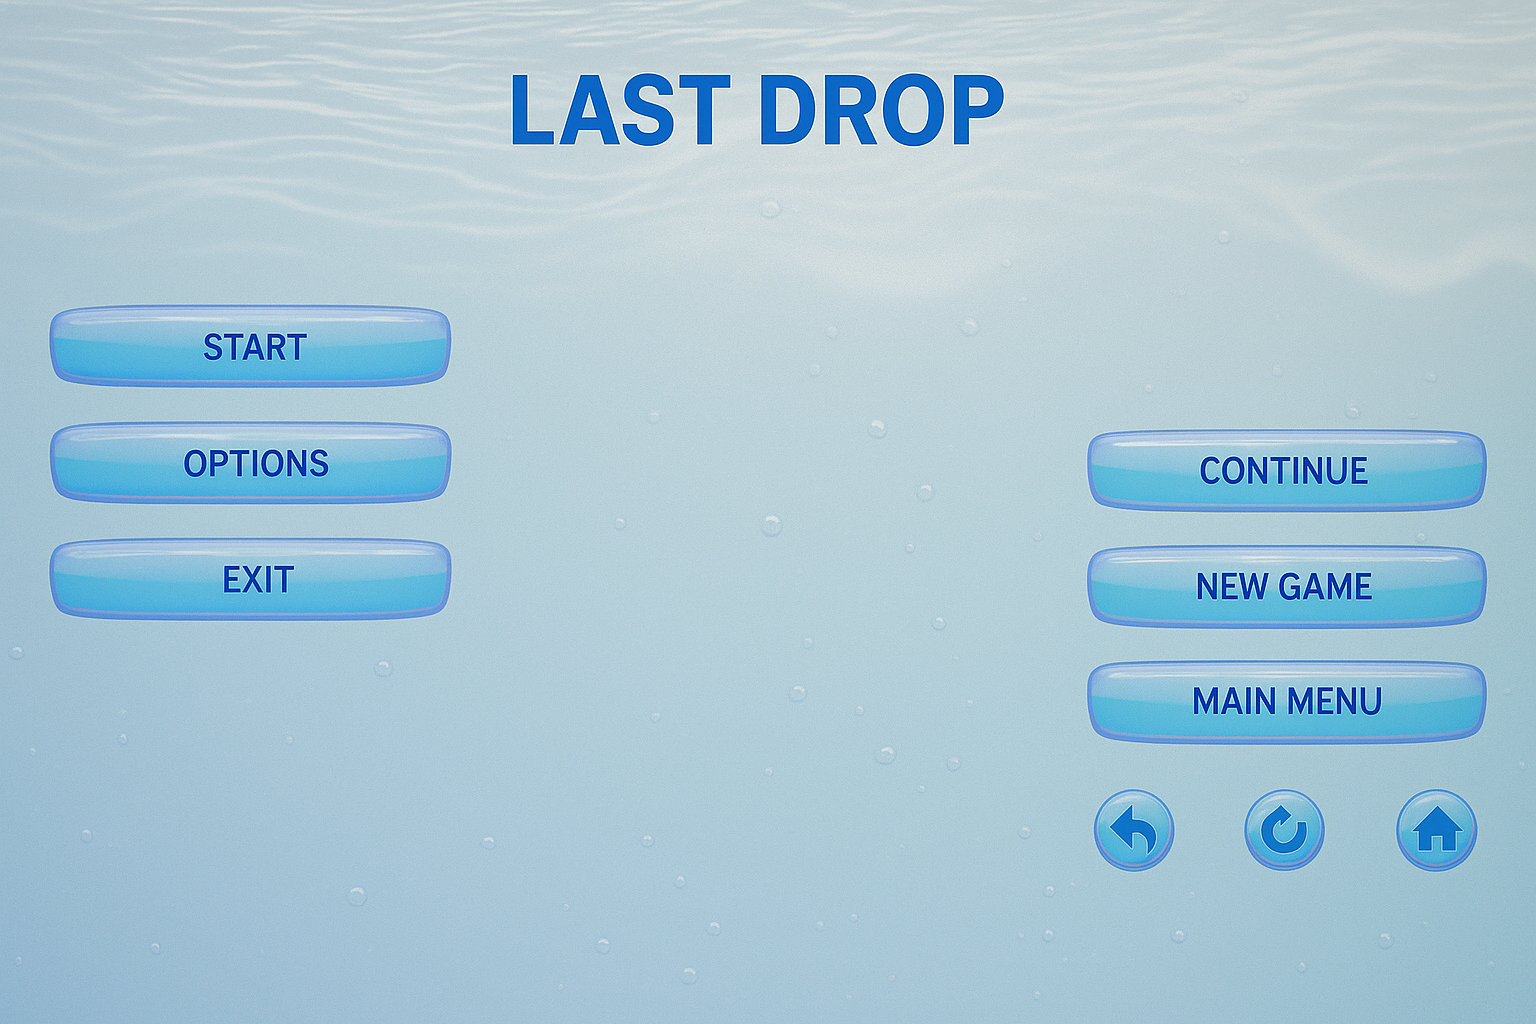 LAST DROP
START
OPTIONS
EXIT
CONTINUE
NEW GAME
MAIN MENU